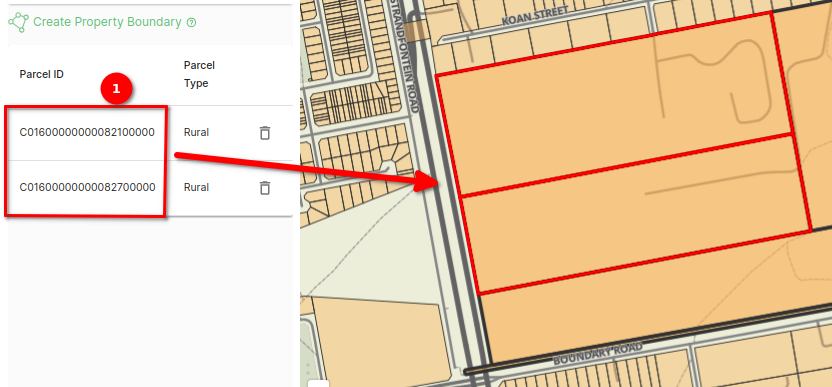 Create Property Boundary ?
Parcel ID
Parcel
Type
1
C01600000000082100000
Rural
C01600000000082700000
Rural
STRANDFONTEIN ROAD
KOAN STREET
BOUNDARY ROAD